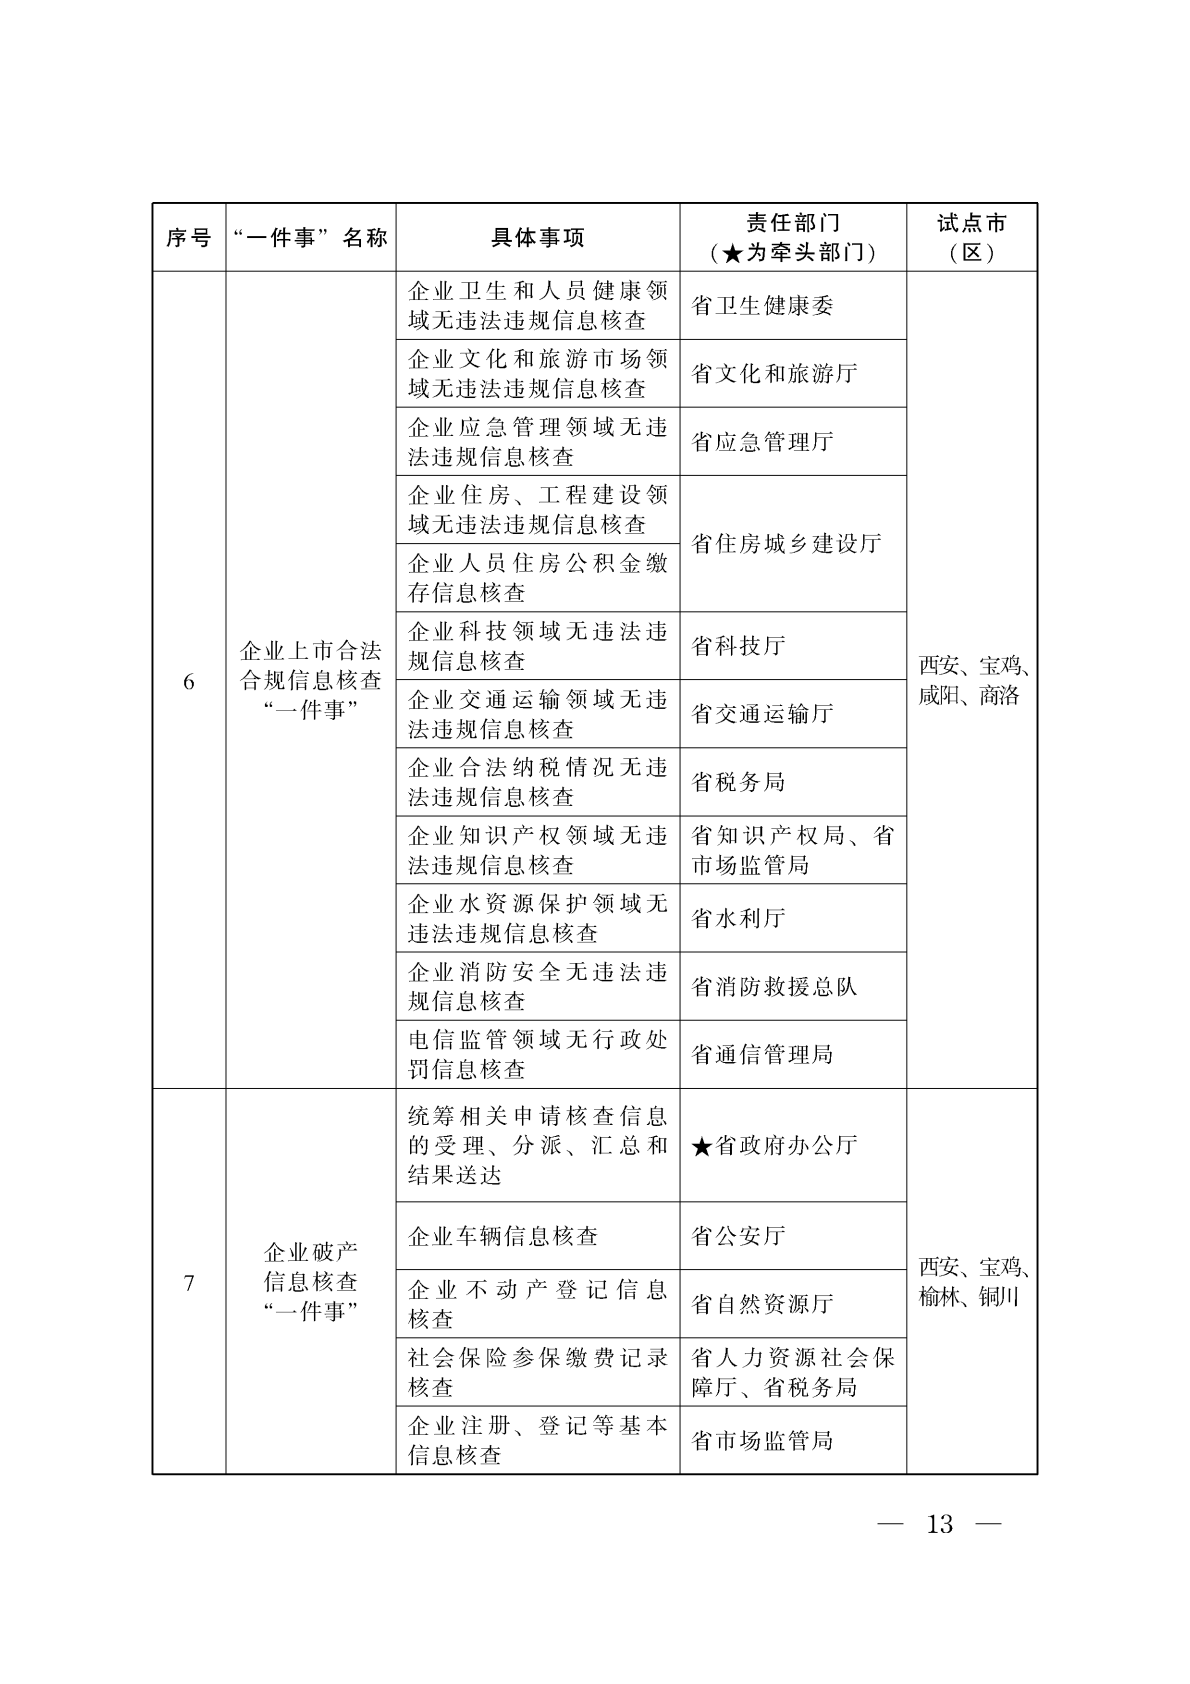 序号
“一件事”名称
具体事项
责任部门
（★为牵头部门）
试点市
（区）
6
企业上市合法
合规信息核查
“一件事”
企业卫生和人员健康领
域无违法违规信息核查
省卫生健康委
企业文化和旅游市场领
域无违法违规信息核查
省文化和旅游厅
企业应急管理领域无违
法违规信息核查
省应急管理厅
企业住房、工程建设领
域无违法违规信息核查
企业人员住房公积金缴
存信息核查
省住房城乡建设厅
企业科技领域无违法违
规信息核查
省科技厅
企业交通运输领域无违
法违规信息核查
省交通运输厅
企业合法纳税情况无违
法违规信息核查
省税务局
企业知识产权领域无违
法违规信息核查
省知识产权局、省
市场监管局
企业水资源保护领域无
违法违规信息核查
省水利厅
企业消防安全无违法违
规信息核查
省消防救援总队
电信监管领域无行政处
罚信息核查
省通信管理局
西安、宝鸡、
咸阳、商洛
7
企业破产
信息核查
“一件事”
统筹相关申请核查信息
的受理、分派、汇总和
结果送达
★省政府办公厅
企业车辆信息核查
省公安厅
企业不动产登记信息
核查
省自然资源厅
社会保险参保缴费记录
核查
省人力资源社会保
障厅、省税务局
企业注册、登记等基本
信息核查
省市场监管局
西安、宝鸡、
榆林、铜川
— 13 —